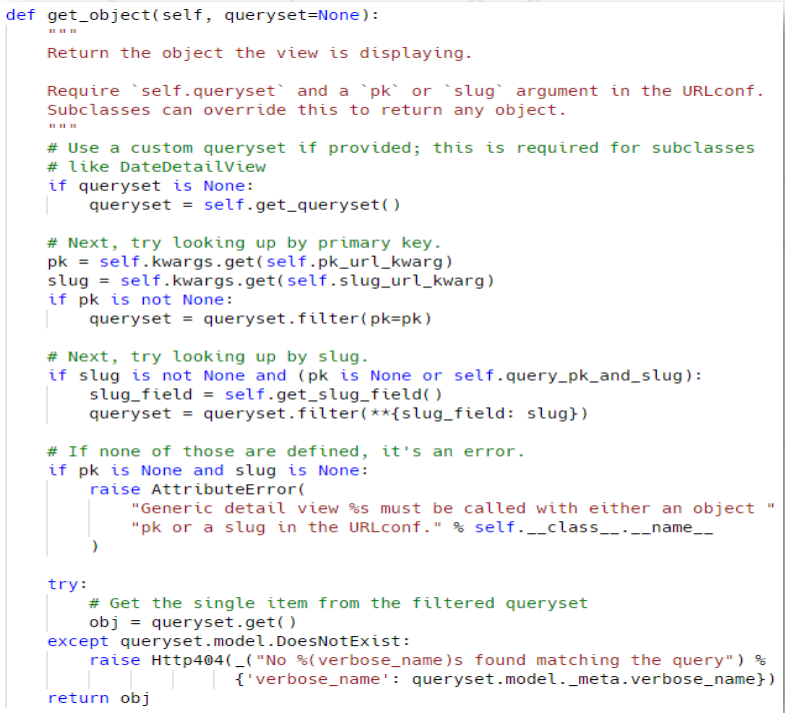 def get_object(self, queryset=None):
    """
    Return the object the view is displaying.

    Require `self.queryset` and a `pk` or `slug` argument in the URLconf.
    Subclasses can override this to return any object.
    """
    # Use a custom queryset if provided; this is required for subclasses
    # like DateDetailView
    if queryset is None:
        queryset = self.get_queryset()

    # Next, try looking up by primary key.
    pk = self.kwargs.get(self.pk_url_kwarg)
    slug = self.kwargs.get(self.slug_url_kwarg)
    if pk is not None:
        queryset = queryset.filter(pk=pk)

    # Next, try looking up by slug.
    if slug is not None and (pk is None or self.query_pk_and_slug):
        slug_field = self.get_slug_field()
        queryset = queryset.filter(**{slug_field: slug})

    # If none of those are defined, it's an error.
    if pk is None and slug is None:
        raise AttributeError(
            "Generic detail view %s must be called with either an object "
            "pk or a slug in the URLconf." % self.__class__.__name__
        )

    try:
        # Get the single item from the filtered queryset
        obj = queryset.get()
    except queryset.model.DoesNotExist:
        raise Http404(_("No %(verbose_name)s found matching the query") %
                      {'verbose_name': queryset.model._meta.verbose_name})
    return obj